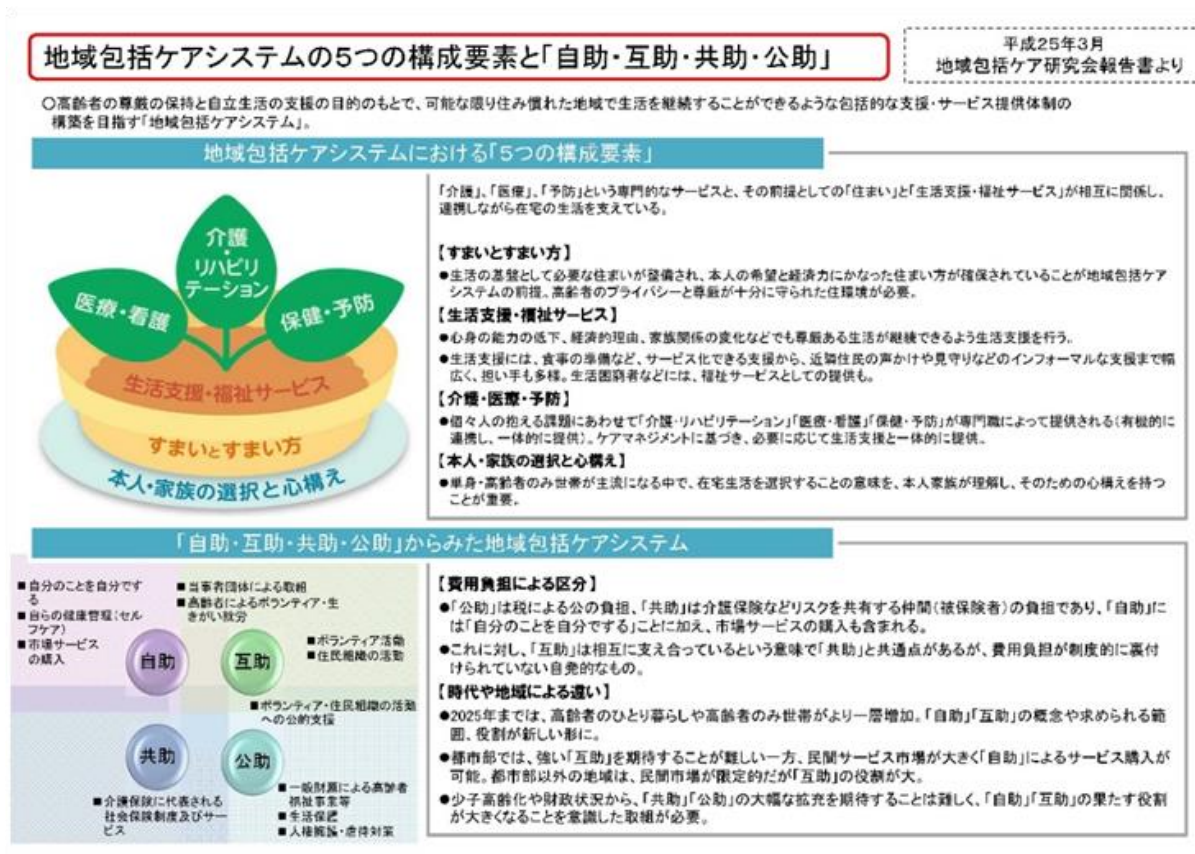 地域包括ケアシステムの5つの構成要素と「自助・互助・共助・公助」
平成25年3月
地域包括ケア研究会報告書より
○高齢者の尊厳の保持と自立生活の支援の目的のもとで、可能な限り住み慣れた地域で生活を継続することができるような包括的な支援・サービス提供体制の
構築を目指す「地域包括ケアシステム」。
地域包括ケアシステムにおける「5つの構成要素」
介護
・
リハビリ
テーション
医療・看護
保健・予防
生活支援・福祉サービス
すまいとすまい方
本人・家族の選択と心構え
「介護」、「医療」、「予防」という専門的なサービスと、その前提としての「住まい」と「生活支援・福祉サービス」が相互に関係し、
連携しながら在宅の生活を支えている。
【すまいとすまい方】
●生活の基盤として必要な住まいが整備され、本人の希望と経済力にかなった住まい方が確保されていることが地域包括ケア
システムの前提。高齢者のプライバシーと尊厳が十分に守られた住環境が必要。
【生活支援・福祉サービス】
●心身の能力の低下、経済的理由、家族関係の変化などでも尊厳ある生活が継続できるよう生活支援を行う。
●生活支援には、食事の準備など、サービス化できる支援から、近隣住民の声かけや見守りなどのインフォーマルな支援まで幅
広く、担い手も多様。生活困窮者などには、福祉サービスとしての提供も。
【介護・医療・予防】
●個々人の抱える課題にあわせて「介護・リハビリテーション」「医療・看護」「保健・予防」が専門職によって提供される(有機的に
連携し、一体的に提供)。ケアマネジメントに基づき、必要に応じて生活支援と一体的に提供。
【本人・家族の選択と心構え】
●単身・高齢者のみ世帯が主流になる中で、在宅生活を選択することの意味を、本人家族が理解し、そのための心構えを持つ
ことが重要。
「自助・互助・共助・公助」からみた地域包括ケアシステム
■自分のことを自分です
る
■自らの健康管理(セル
フケア)
■市場サービス
の購入
自助
■当事者団体による取組
■高齢者によるボランティア・生
きがい就労
■ボランティア活動
■住民組織の活動
互助
■ボランティア・住民組織の活動
への公的支援
共助
■介護保険に代表される
社会保険制度及びサー
ビス
公助
■一般財源による高齢者
福祉事業等
■生活保護
■人権擁護・虐待対策
【費用負担による区分】
●「公助」は税による公の負担、「共助」は介護保険などリスクを共有する仲間(被保険者)の負担であり、「自助」に
は「自分のことを自分でする」ことに加え、市場サービスの購入も含まれる。
●これに対し、「互助」は相互に支え合っているという意味で「共助」と共通点があるが、費用負担が制度的に裏付
けられていない自発的なもの。
【時代や地域による違い】
●2025年までは、高齢者のひとり暮らしや高齢者のみ世帯がより一層増加。「自助」「互助」の概念や求められる範
囲、役割が新しい形に。
●都市部では、強い「互助」を期待することが難しい一方、民間サービス市場が大きく「自助」によるサービス購入が
可能。都市部以外の地域は、民間市場が限定的だが「互助」の役割が大。
●少子高齢化や財政状況から、「共助」「公助」の大幅な拡充を期待することは難しく、「自助」「互助」の果たす役割
が大きくなることを意識した取組が必要。